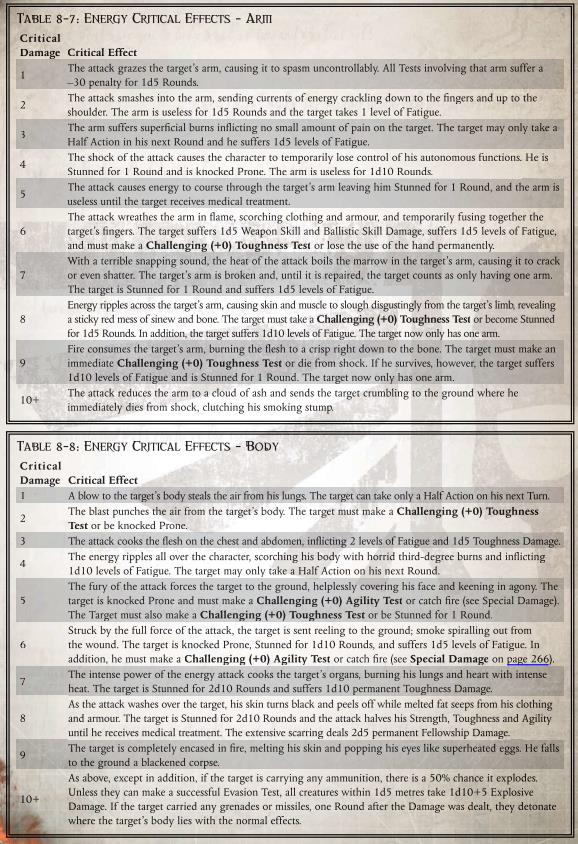 TABLE 8-7: ENERGY CRITICAL EFFECTS – ARM
Critical
Damage Critical Effect
1 The attack grazes the target's arm, causing it to spasm uncontrollably. All Tests involving that arm suffer a
–30 penalty for 1d5 Rounds.
2 The attack smashes into the arm, sending currents of energy crackling down to the fingers and up to the
shoulder. The arm is useless for 1d5 Rounds and the target takes 1 level of Fatigue.
3 The arm suffers superficial burns inflicting no small amount of pain on the target. The target may only take a
Half Action in his next Round and he suffers 1d5 levels of Fatigue.
4 The shock of the attack causes the character to temporarily lose control of his autonomous functions. He is
Stunned for 1 Round and is knocked Prone. The arm is useless for 1d10 Rounds.
5 The attack causes energy to course through the target's arm leaving him Stunned for 1 Round, and the arm is
useless until the target receives medical treatment.
6 The attack wreathes the arm in flame, scorching clothing and armour, and temporarily fusing together the
target's fingers. The target suffers 1d5 Weapon Skill and Ballistic Skill Damage, suffers 1d5 levels of Fatigue,
and must make a Challenging (+0) Toughness Test or lose the use of the hand permanently.
7 With a terrible snapping sound, the heat of the attack boils the marrow in the target's arm, causing it to crack
or even shatter. The target's arm is broken and, until it is repaired, the target counts as only having one arm.
The target is Stunned for 1 Round and suffers 1d5 levels of Fatigue.
8 Energy ripples across the target's arm, causing skin and muscle to slough disgustingly from the target's limb, revealing
a sticky red mess of sinew and bone. The target must take a Challenging (+0) Toughness Test or become Stunned
for 1d5 Rounds. In addition, the target suffers 1d10 levels of Fatigue. The target now only has one arm.
9 Fire consumes the target's arm, burning the flesh to a crisp right down to the bone. The target must make an
immediate Challenging (+0) Toughness Test or die from shock. If he survives, however, the target suffers
1d10 levels of Fatigue and is Stunned for 1 Round. The target now only has one arm.
10+ The attack reduces the arm to a cloud of ash and sends the target crumbling to the ground where he
immediately dies from shock, clutching his smoking stump.
TABLE 8-8: ENERGY CRITICAL EFFECTS – BODY
Critical
Damage Critical Effect
1 A blow to the target's body steals the air from his lungs. The target can take only a Half Action on his next Turn.
2 The blast punches the air from the target's body. The target must make a Challenging (+0) Toughness
Test or be knocked Prone.
3 The attack cooks the flesh on the chest and abdomen, inflicting 2 levels of Fatigue and 1d5 Toughness Damage.
4 The energy ripples all over the character, scorching his body with horrid third-degree burns and inflicting
1d10 levels of Fatigue. The target may only take a Half Action on his next Round.
5 The fury of the attack forces the target to the ground, helplessly covering his face and keening in agony. The
target is knocked Prone and must make a Challenging (+0) Agility Test or catch fire (see Special Damage).
The Target must also make a Challenging (+0) Toughness Test or be Stunned for 1 Round.
6 Struck by the full force of the attack, the target is sent reeling to the ground; smoke spiralling out from
the wound. The target is knocked Prone, Stunned for 1d10 Rounds, and suffers 1d5 levels of Fatigue. In
addition, he must make a Challenging (+0) Agility Test or catch fire (see Special Damage on page 266).
7 The intense power of the energy attack cooks the target's organs, burning his lungs and heart with intense
heat. The target is Stunned for 2d10 Rounds and suffers 1d10 permanent Toughness Damage.
8 As the attack washes over the target, his skin turns black and peels off while melted fat seeps from his clothing
and armour. The target is Stunned for 2d10 Rounds and the attack halves his Strength, Toughness and Agility
until he receives medical treatment. The extensive scarring deals 2d5 permanent Fellowship Damage.
9 The target is completely encased in fire, melting his skin and popping his eyes like superheated eggs. He falls
to the ground a blackened corpse.
10+ As above, except in addition, if the target is carrying any ammunition, there is a 50% chance it explodes.
Unless they can make a successful Evasion Test, all creatures within 1d5 metres take 1d10+5 Explosive
Damage. If the target carried any grenades or missiles, one Round after the Damage was dealt, they detonate
where the target's body lies with the normal effects.